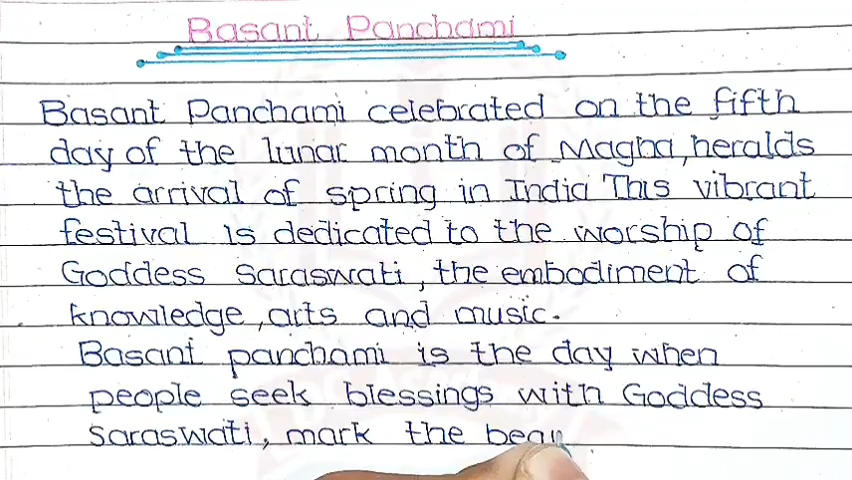 Basant Panchami
Basant Panchami celebrated on the fifth
day of the lunar month of Magha, heralds
the arrival of spring in India This vibrant
festival is dedicated to the worship of
Goddess Saraswati, the embodiment of
knowledge, arts and music.
Basant panchami is the day when
people seek blessings with Goddess
Saraswati, mark the